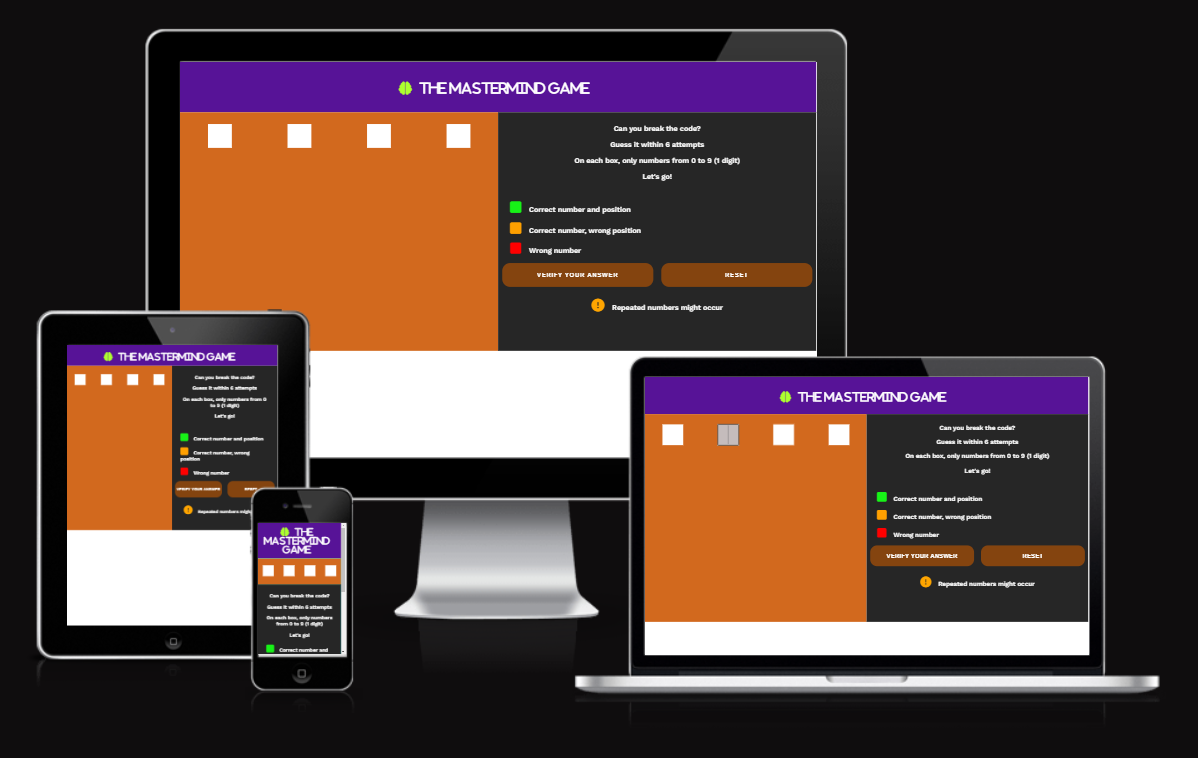 THE MASTERMIND GAME
Can you break the code?
Guess it within 6 attempts
On each box, only numbers from 0 to 9 (1 digit)
Let's go!
Correct number and position
Correct number, wrong position
Wrong number
VERIFY YOUR ANSWER
RESET
Repeated numbers might occur
THE MASTERMIND GAME
Can you break the code?
Guess it within 6 attempts
On each box, only numbers from 0
to 9 (1 digit)
Let's go!
Correct number and position
Correct number, wrong
position
Wrong number
VERIFY YOUR ANSWER
Repeated numbers
THE
MASTERMIND
GAME
Can you break the code?
Guess it within 6 attempts
On each box, only numbers
from 0 to 9 (1 digit)
Let's go!
Correct number and
THE MASTERMIND GAME
Can you break the code?
Guess it within 6 attempts
On each box, only numbers from 0 to 9 (1 digit)
Let's go!
Correct number and position
Correct number, wrong position
Wrong number
VERIFY YOUR ANSWER
RESET
Repeated numbers might occur